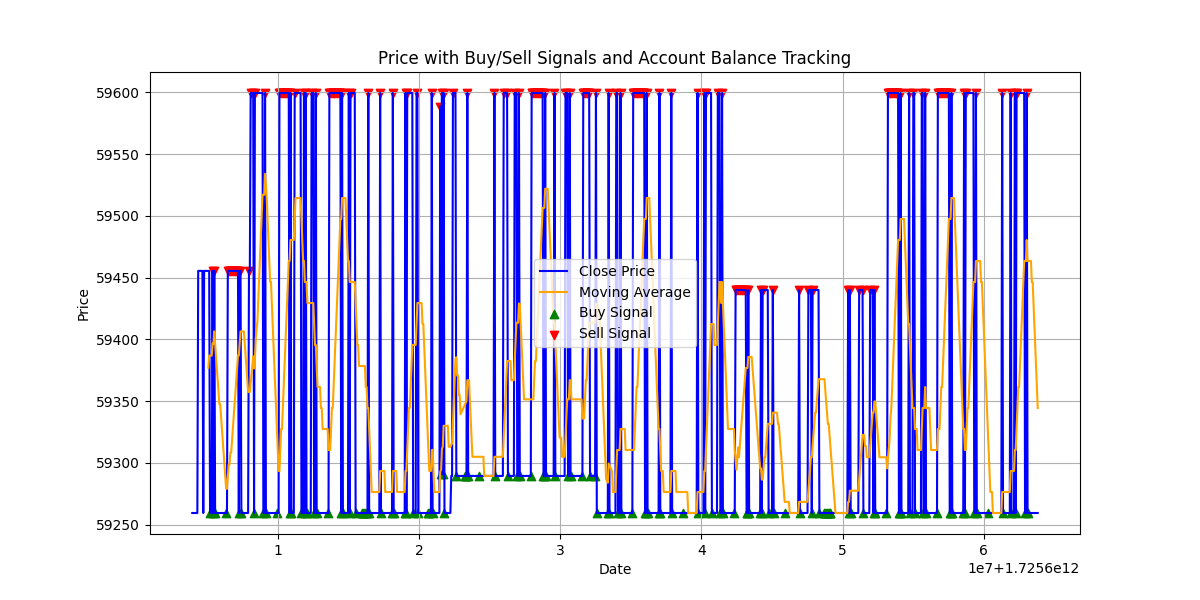 Price with Buy/Sell Signals and Account Balance Tracking
Price
59600
59550
59500
59450
59400
59350
59300
59250
Close Price
Moving Average
Buy Signal
Sell Signal
1 2 3 4 5 6
Date
1e7+1.7256e12